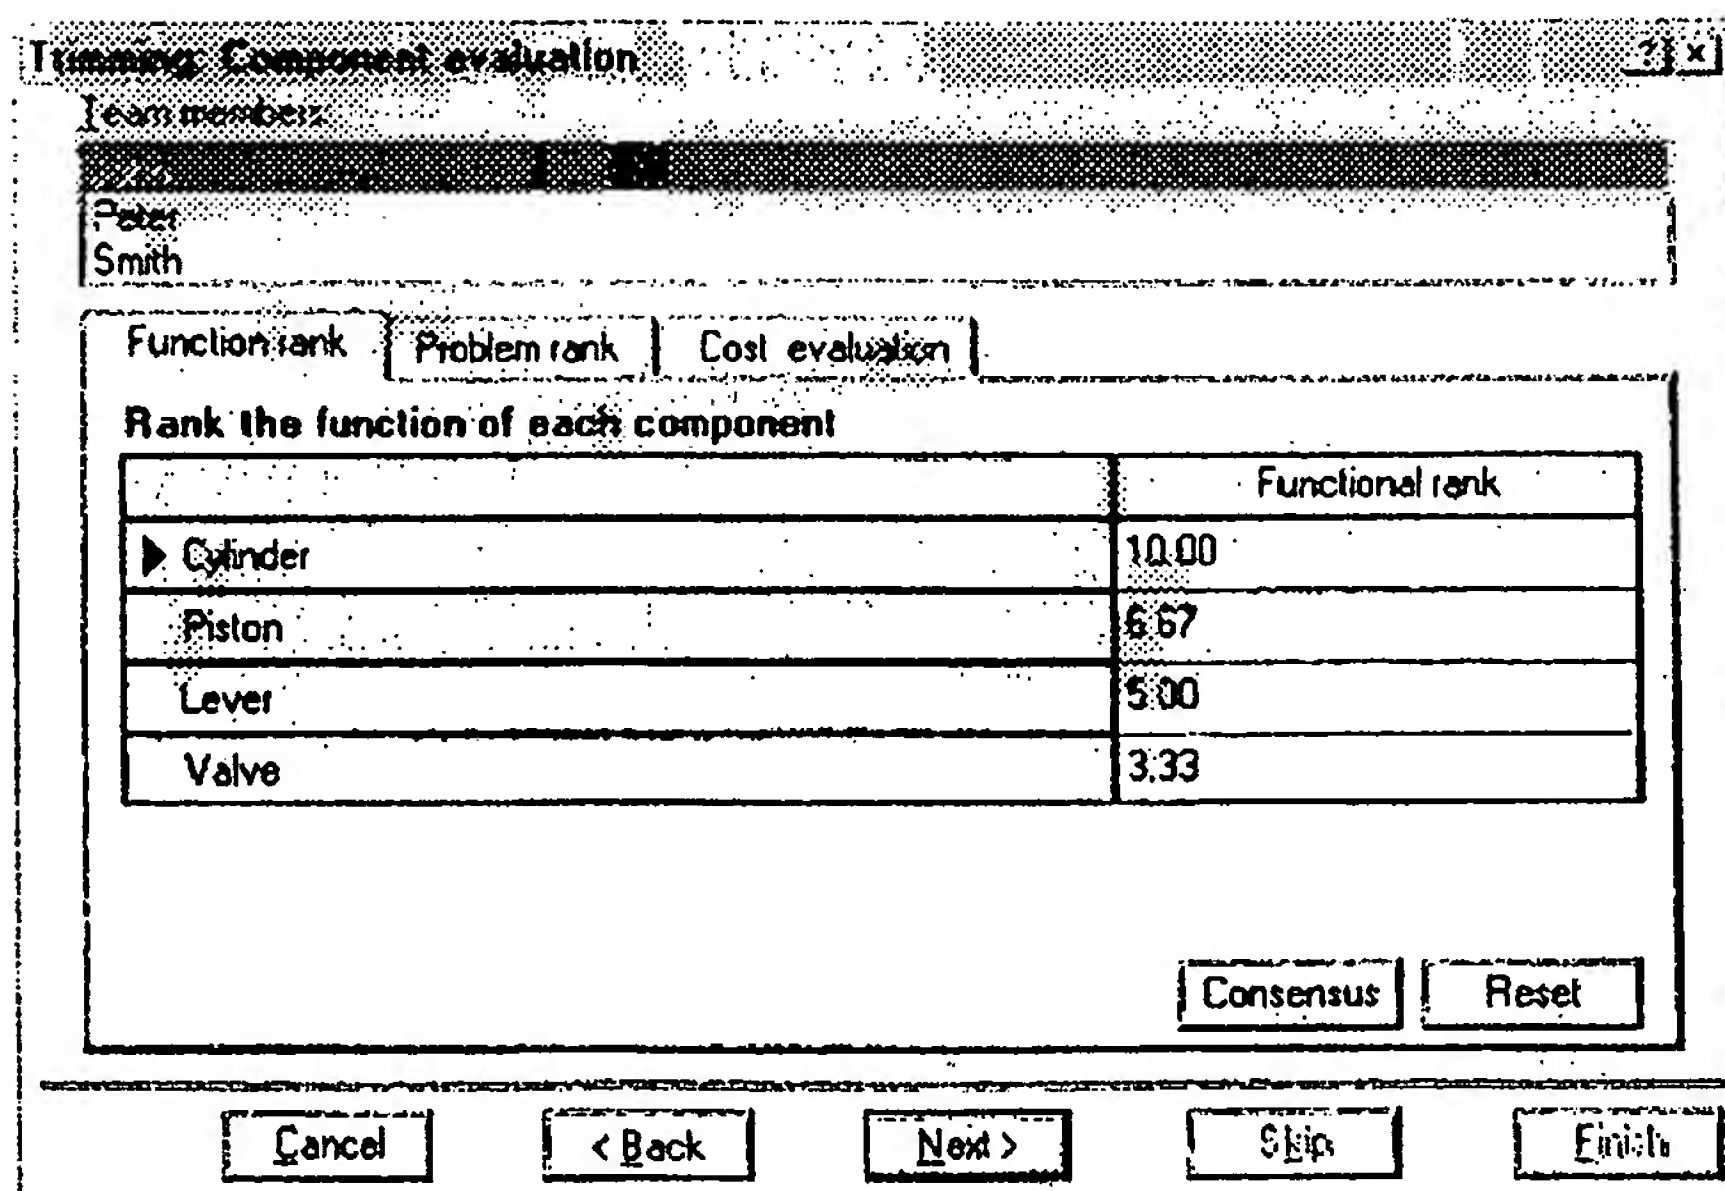 Trimming: Component evaluation ? ×
Team members:
Peter
Smith
Function rank Problem rank Cost evaluation
Rank the function of each component
Functional rank
Cylinder 10.00
Piston 6.67
Lever 5.00
Valve 3.33
Consensus Reset
Cancel < Back Next > Skip Finish